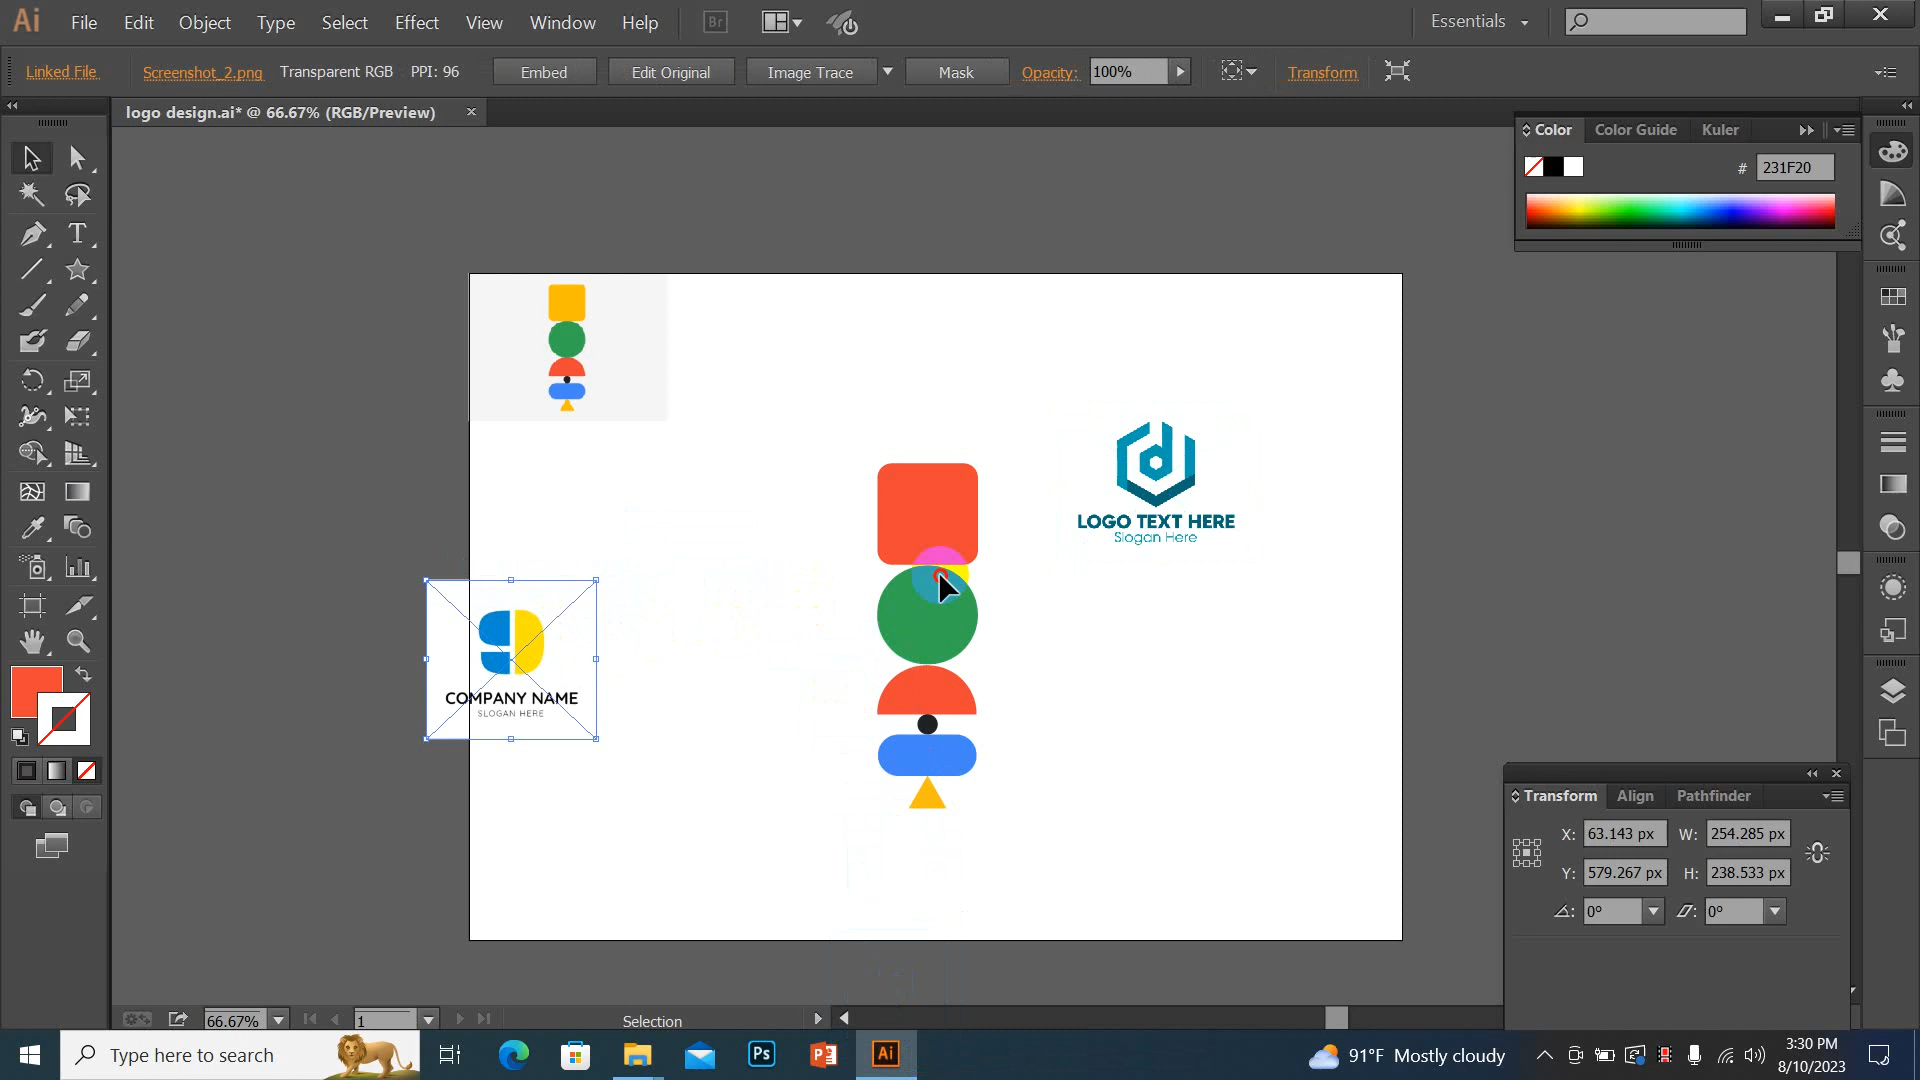 Ai File Edit Object Type Select Effect View Window Help Br Essentials
Linked File Screenshot_2.png Transparent RGB PPI: 96 Embed Edit Original Image Trace Mask Opacity: 100% Transform
logo design.ai* @ 66.67% (RGB/Preview)
Color Color Guide Kuler
# 231F20
T
LOGO TEXT HERE
Slogan Here
COMPANY NAME
SLOGAN HERE
Transform Align Pathfinder
X: 63.143 px W: 254.285 px
Y: 579.267 px H: 238.533 px
0° 0°
66.67% 1 Selection
Type here to search Ps Ai 91°F Mostly cloudy 3:30 PM
8/10/2023